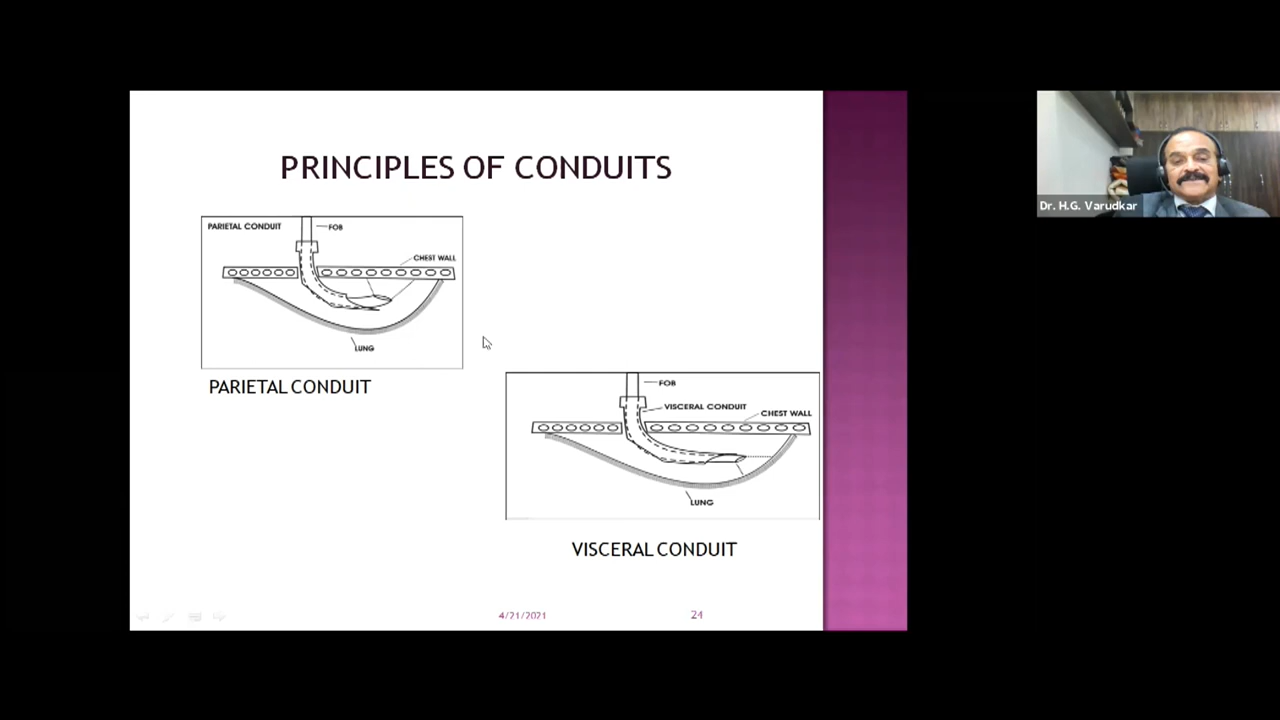 PRINCIPLES OF CONDUITS
PARIETAL CONDUIT
FOB
CHEST WALL
LUNG
PARIETAL CONDUIT
FOB
VISCERAL CONDUIT
CHEST WALL
LUNG
VISCERAL CONDUIT
4/21/2021
24
Dr. H.G. Varudkar